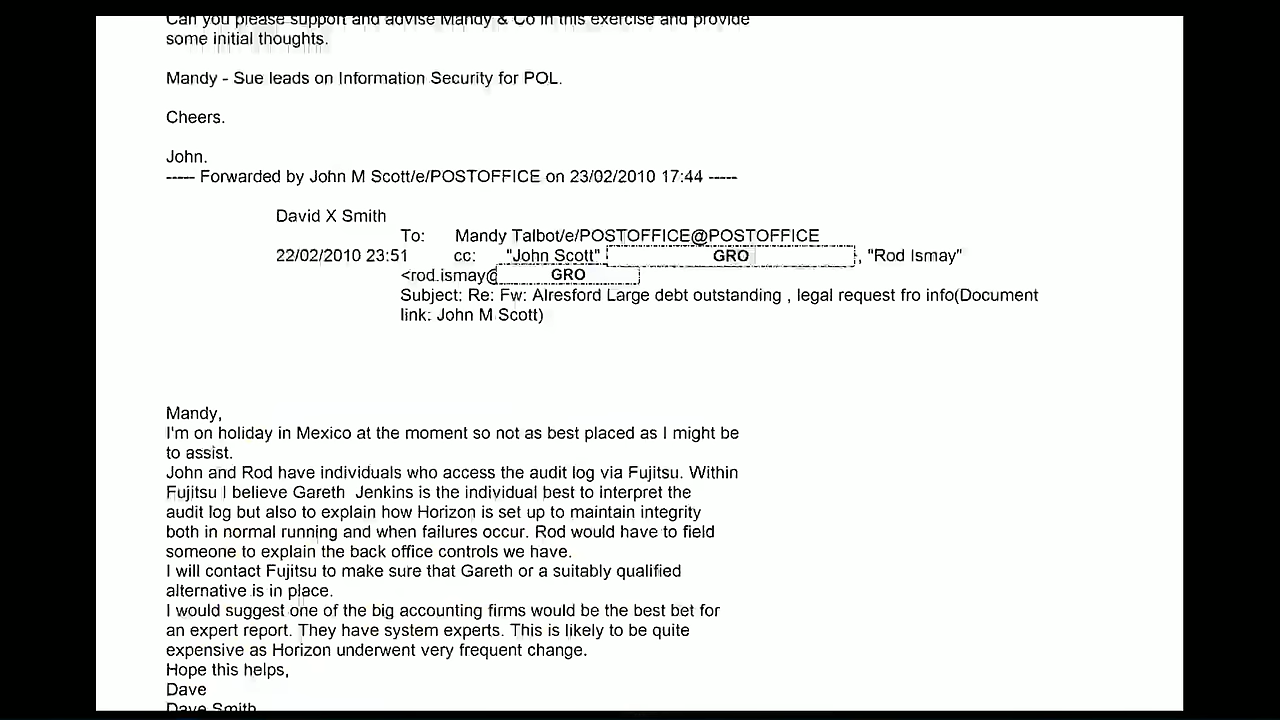 Can you please support and advise Mandy & Co in this exercise and provide
some initial thoughts.
Mandy - Sue leads on Information Security for POL.
Cheers.
John.
----- Forwarded by John M Scott/e/POSTOFFICE on 23/02/2010 17:44 -----
David X Smith
To: Mandy Talbot/e/POSTOFFICE@POSTOFFICE
22/02/2010 23:51 cc: "John Scott" GRO , "Rod Ismay"
<rod.ismay@ GRO
Subject: Re: Fw: Alresford Large debt outstanding , legal request fro info(Document
link: John M Scott)
Mandy,
I'm on holiday in Mexico at the moment so not as best placed as I might be
to assist.
John and Rod have individuals who access the audit log via Fujitsu. Within
Fujitsu I believe Gareth Jenkins is the individual best to interpret the
audit log but also to explain how Horizon is set up to maintain integrity
both in normal running and when failures occur. Rod would have to field
someone to explain the back office controls we have.
I will contact Fujitsu to make sure that Gareth or a suitably qualified
alternative is in place.
I would suggest one of the big accounting firms would be the best bet for
an expert report. They have system experts. This is likely to be quite
expensive as Horizon underwent very frequent change.
Hope this helps,
Dave
Dave Smith